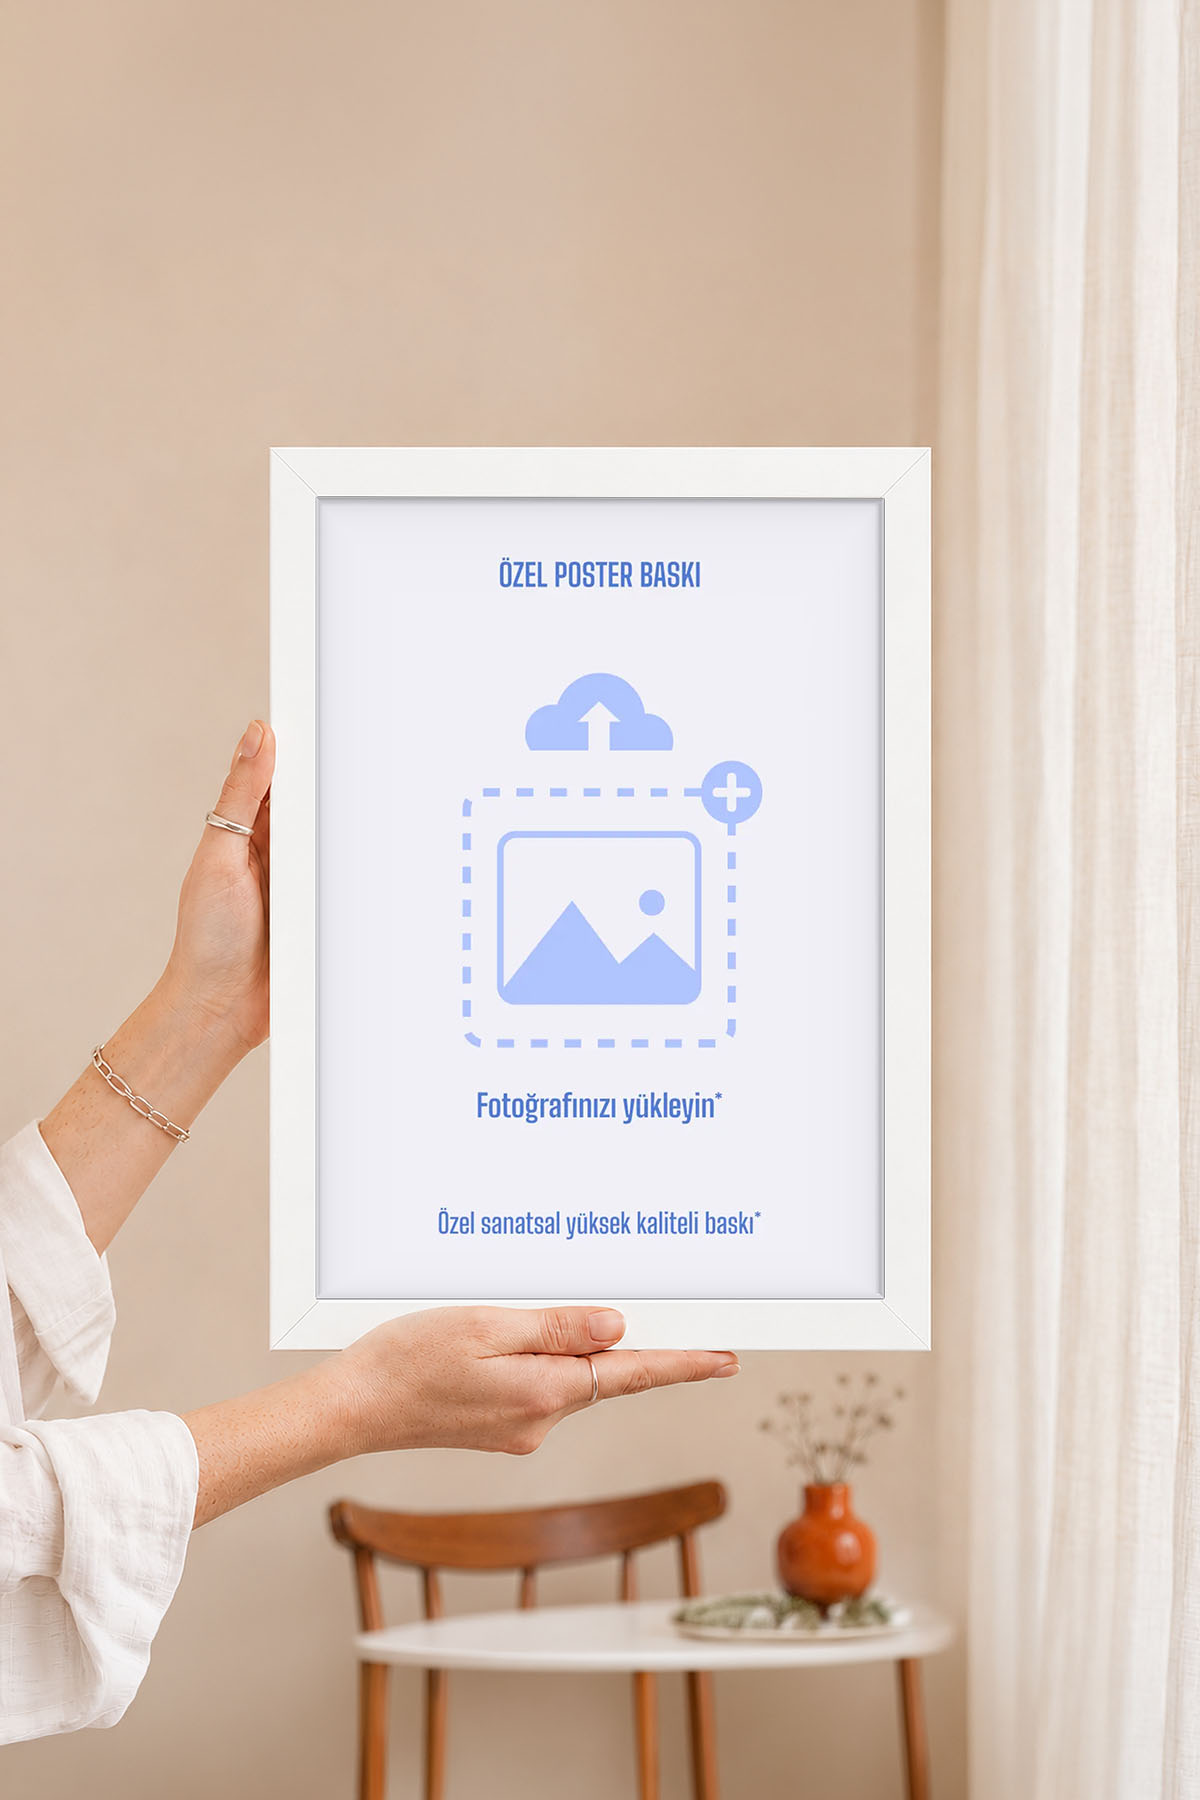 ÖZEL POSTER BASKI
Fotoğrafınızı yükleyin*
Özel sanatsal yüksek kaliteli baskı*